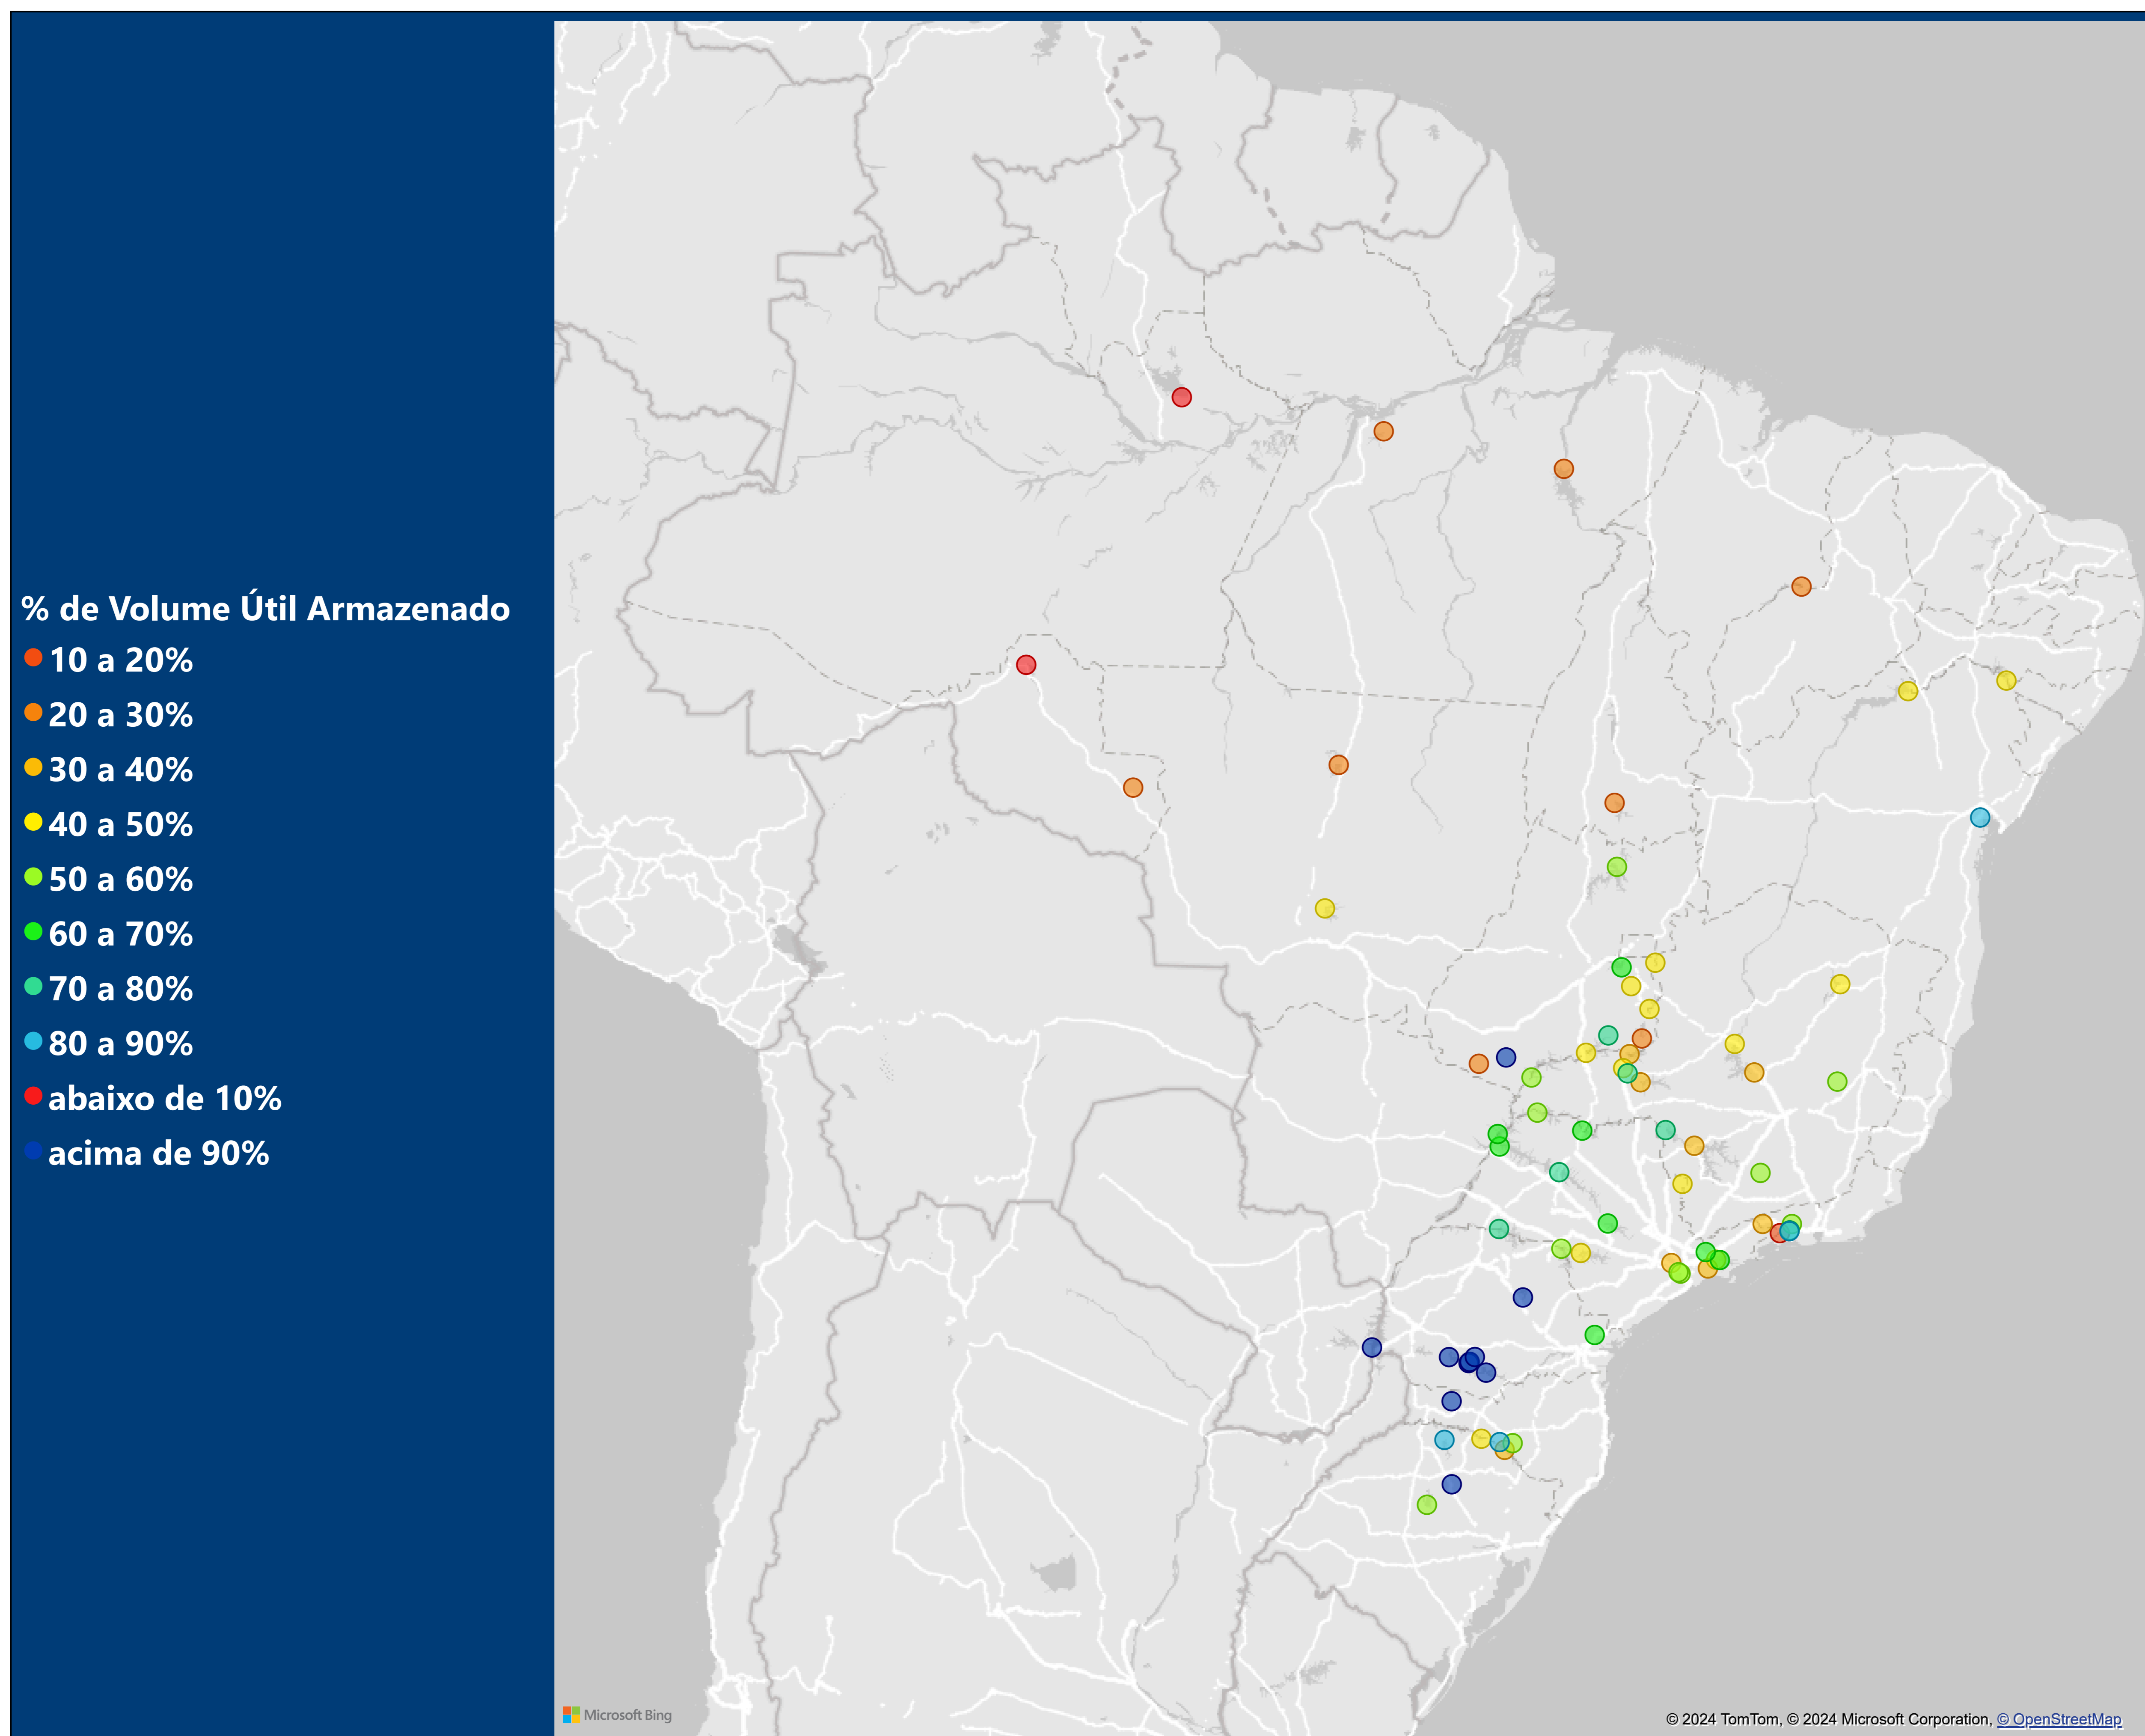 % de Volume Útil Armazenado
10 a 20%
20 a 30%
30 a 40%
40 a 50%
50 a 60%
60 a 70%
70 a 80%
80 a 90%
abaixo de 10%
acima de 90%
Microsoft Bing
© 2024 TomTom, © 2024 Microsoft Corporation, © OpenStreetMap